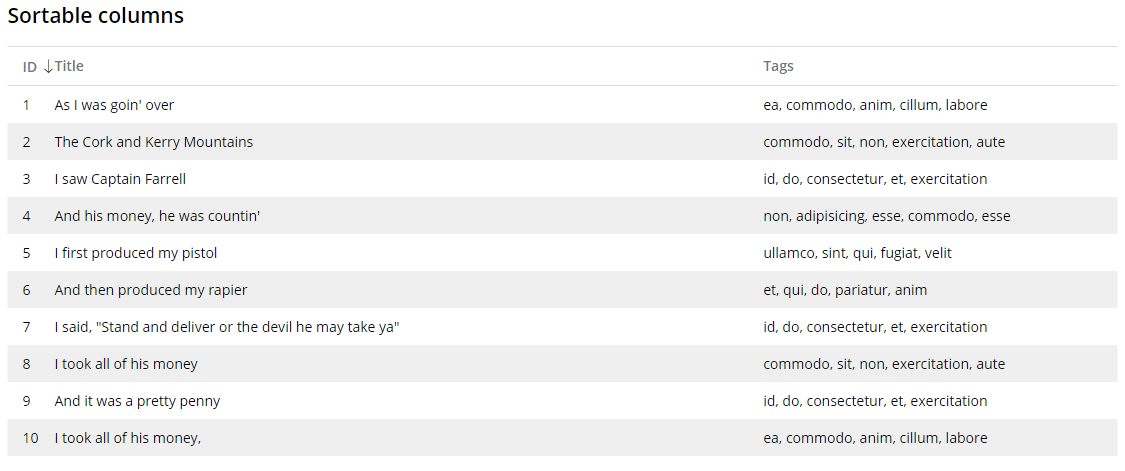 Sortable columns
ID ↓ Title Tags
1 As I was goin' over ea, commodo, anim, cillum, labore
2 The Cork and Kerry Mountains commodo, sit, non, exercitation, aute
3 I saw Captain Farrell id, do, consectetur, et, exercitation
4 And his money, he was countin' non, adipisicing, esse, commodo, esse
5 I first produced my pistol ullamco, sint, qui, fugiat, velit
6 And then produced my rapier et, qui, do, pariatur, anim
7 I said, "Stand and deliver or the devil he may take ya" id, do, consectetur, et, exercitation
8 I took all of his money commodo, sit, non, exercitation, aute
9 And it was a pretty penny id, do, consectetur, et, exercitation
10 I took all of his money, ea, commodo, anim, cillum, labore